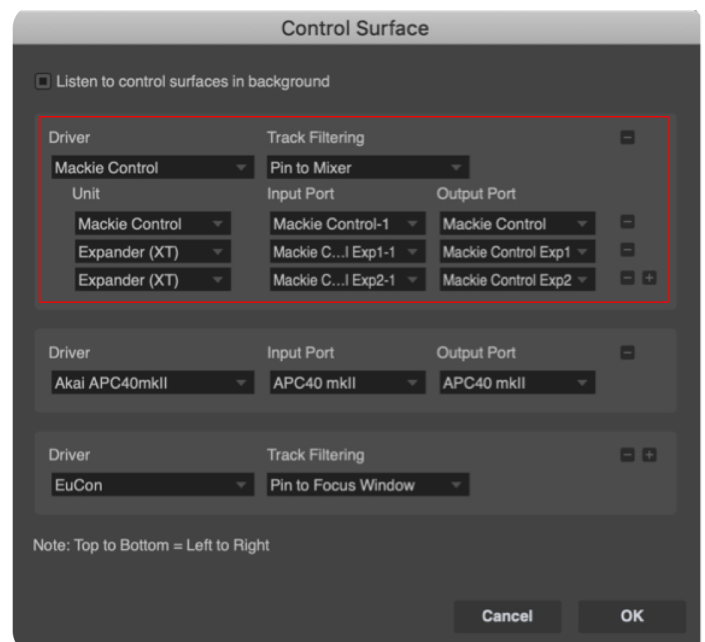 Control Surface
Listen to control surfaces in background
Driver Track Filtering
Mackie Control Pin to Mixer
Unit Input Port Output Port
Mackie Control Mackie Control-1 Mackie Control
Expander (XT) Mackie C...l Exp1-1 Mackie Control Exp1
Expander (XT) Mackie C...l Exp2-1 Mackie Control Exp2
Driver Input Port Output Port
Akai APC40mkII APC40 mkII APC40 mkII
Driver Track Filtering
EuCon Pin to Focus Window
Note: Top to Bottom = Left to Right
Cancel OK